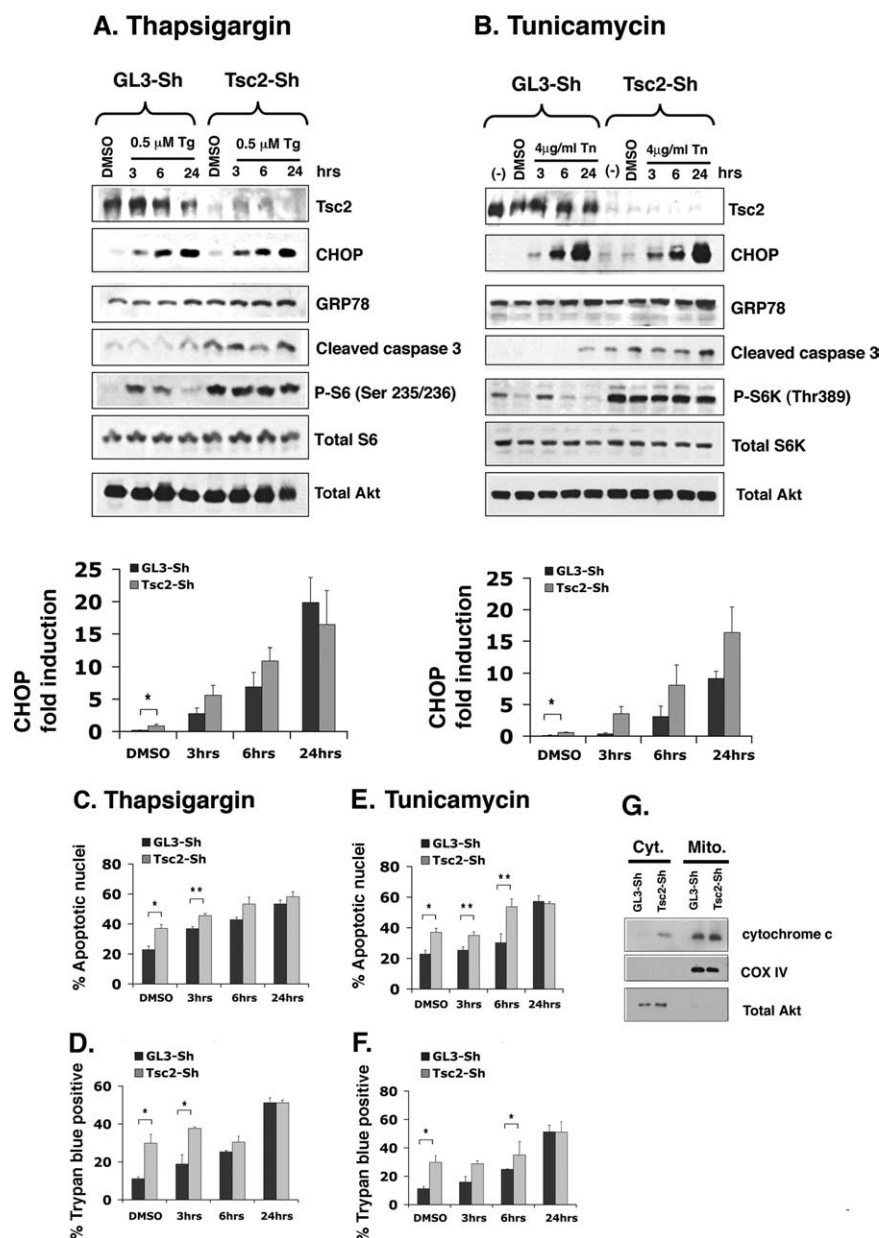 A. Thapsigargin
GL3-Sh Tsc2-Sh
DMSO 0.5 μM Tg DMSO 0.5 μM Tg
3 6 24 3 6 24 hrs
Tsc2
CHOP
GRP78
Cleaved caspase 3
P-S6 (Ser 235/236)
Total S6
Total Akt
CHOP fold induction
25
20
15
10
5
0
GL3-Sh
Tsc2-Sh
*
DMSO 3hrs 6hrs 24hrs
B. Tunicamycin
GL3-Sh Tsc2-Sh
(-) DMSO 4μg/ml Tn (-) DMSO 4μg/ml Tn
3 6 24 3 6 24 hrs
Tsc2
CHOP
GRP78
Cleaved caspase 3
P-S6K (Thr389)
Total S6K
Total Akt
CHOP fold induction
25
20
15
10
5
0
GL3-Sh
Tsc2-Sh
*
DMSO 3hrs 6hrs 24hrs
C. Thapsigargin
GL3-Sh
Tsc2-Sh
% Apoptotic nuclei
80
60
40
20
0
* **
DMSO 3hrs 6hrs 24hrs
D.
GL3-Sh
Tsc2-Sh
% Trypan blue positive
60
40
20
0
* *
DMSO 3hrs 6hrs 24hrs
E. Tunicamycin
GL3-Sh
Tsc2-Sh
% Apoptotic nuclei
80
60
40
20
0
* ** **
DMSO 3hrs 6hrs 24hrs
F.
GL3-Sh
Tsc2-Sh
% Trypan blue positive
80
60
40
20
0
* *
DMSO 3hrs 6hrs 24hrs
G.
Cyt. Mito.
GL3-Sh Tsc2-Sh GL3-Sh Tsc2-Sh
cytochrome c
COX IV
Total Akt